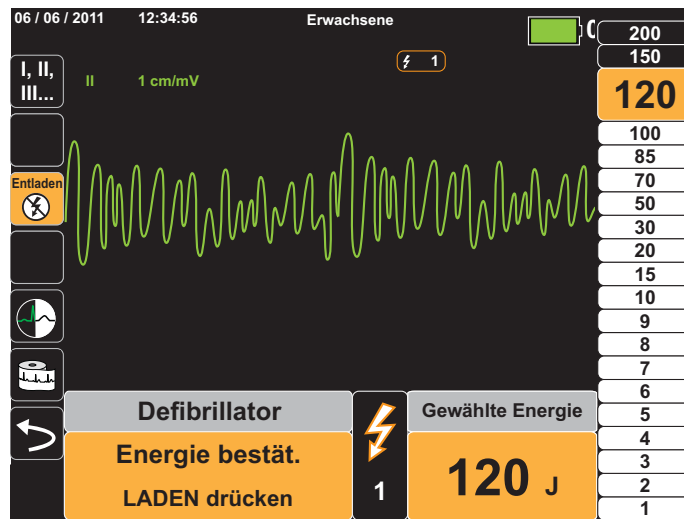 06 / 06 / 2011 12:34:56 Erwachsene
1
I, II,
III...
II 1 cm/mV
Entladen
200
150
120
100
85
70
50
30
20
15
10
9
8
7
6
5
4
3
2
1
Defibrillator
Energie bestät.
LADEN drücken
1
Gewählte Energie
120 J